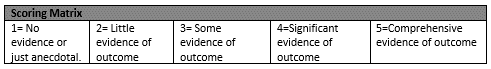 Scoring Matrix
1= No evidence or just anecdotal.
2= Little evidence of outcome
3= Some evidence of outcome
4=Significant evidence of outcome
5=Comprehensive evidence of outcome